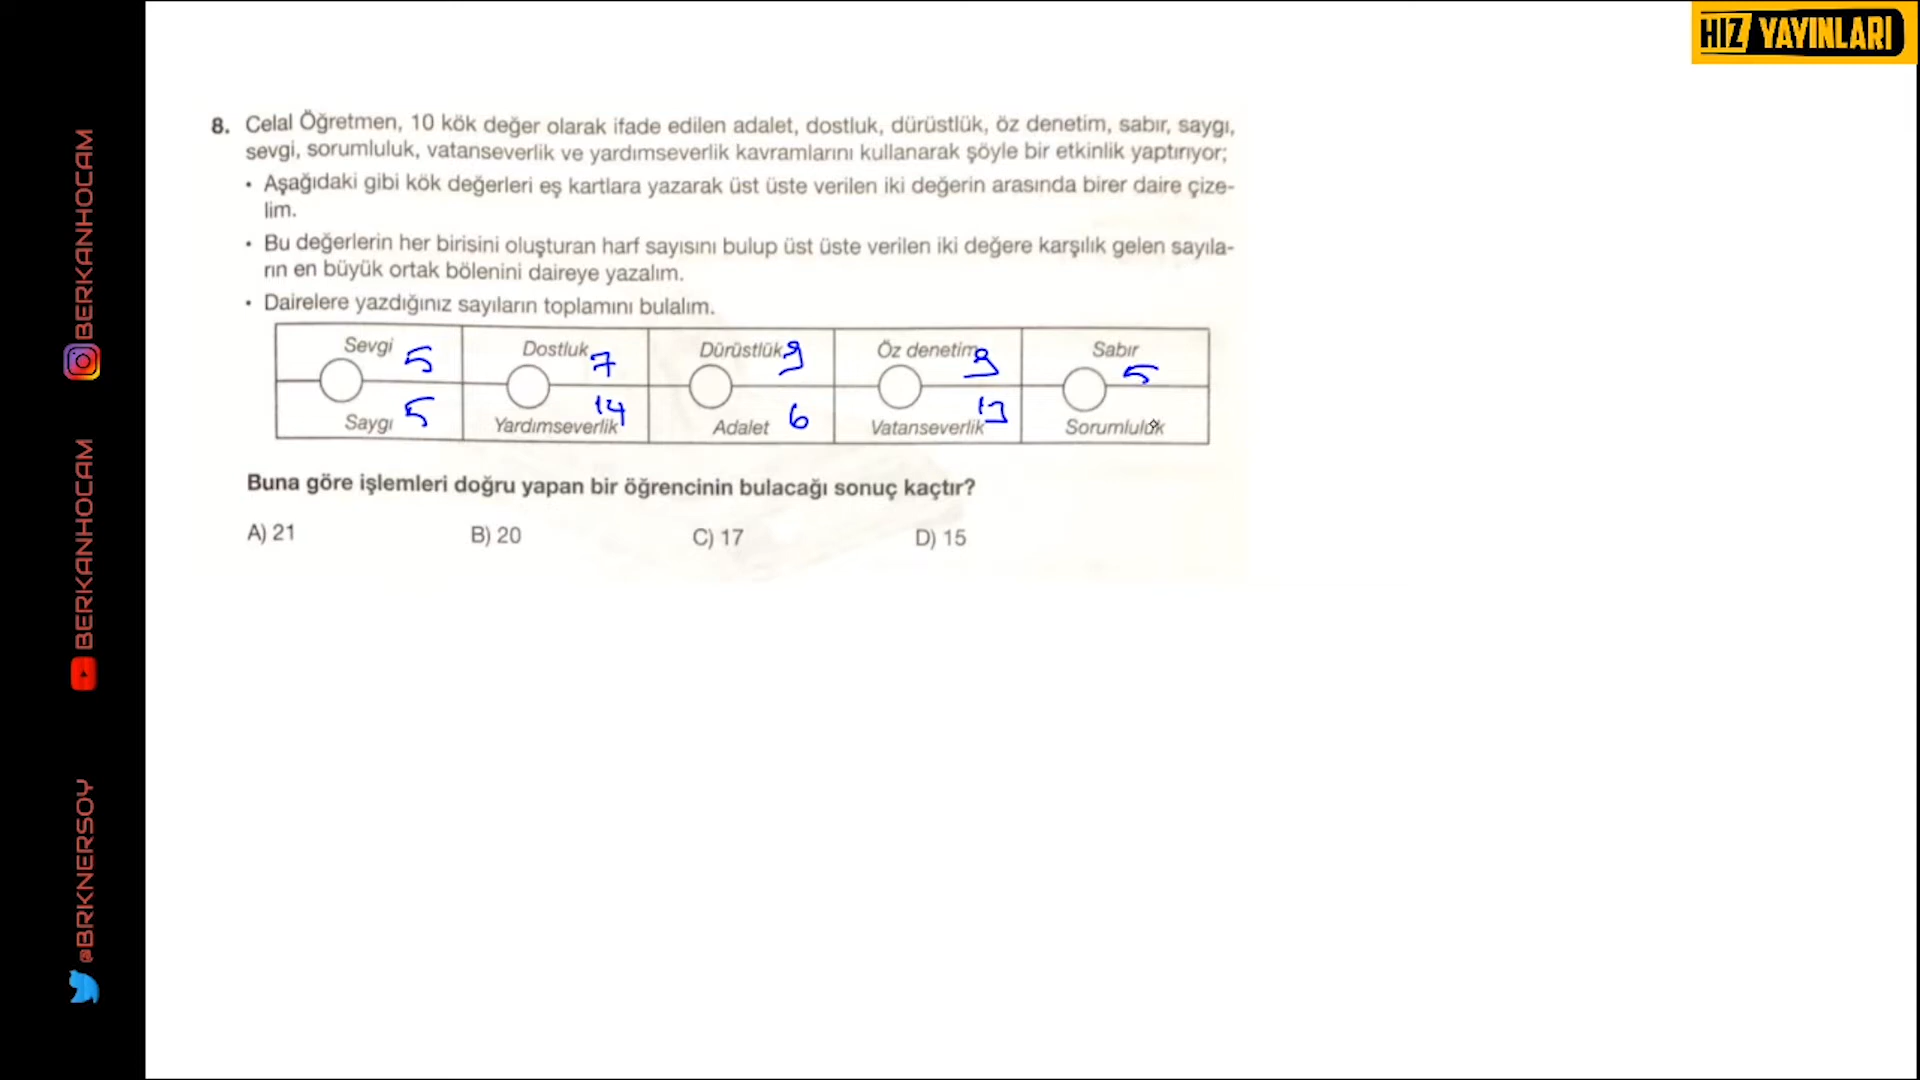 HIZ YAYINLARI
8. Celal Öğretmen, 10 kök değer olarak ifade edilen adalet, dostluk, dürüstlük, öz denetim, sabır, saygı,
sevgi, sorumluluk, vatanseverlik ve yardımseverlik kavramlarını kullanarak şöyle bir etkinlik yaptırıyor;
• Aşağıdaki gibi kök değerleri eş kartlara yazarak üst üste verilen iki değerin arasında birer daire çize-
lim.
• Bu değerlerin her birisini oluşturan harf sayısını bulup üst üste verilen iki değere karşılık gelen sayıla-
rın en büyük ortak bölenini daireye yazalım.
• Dairelere yazdığınız sayıların toplamını bulalım.
Sevgi 5 Dostluk 7 Dürüstlük 9 Öz denetim 9 Sabır 5
Saygı 5 Yardımseverlik 14 Adalet 6 Vatanseverlik 13 Sorumluluk
Buna göre işlemleri doğru yapan bir öğrencinin bulacağı sonuç kaçtır?
A) 21 B) 20 C) 17 D) 15
BERKANHOCAM
BERKANHOCAM
@BRKNERSOY